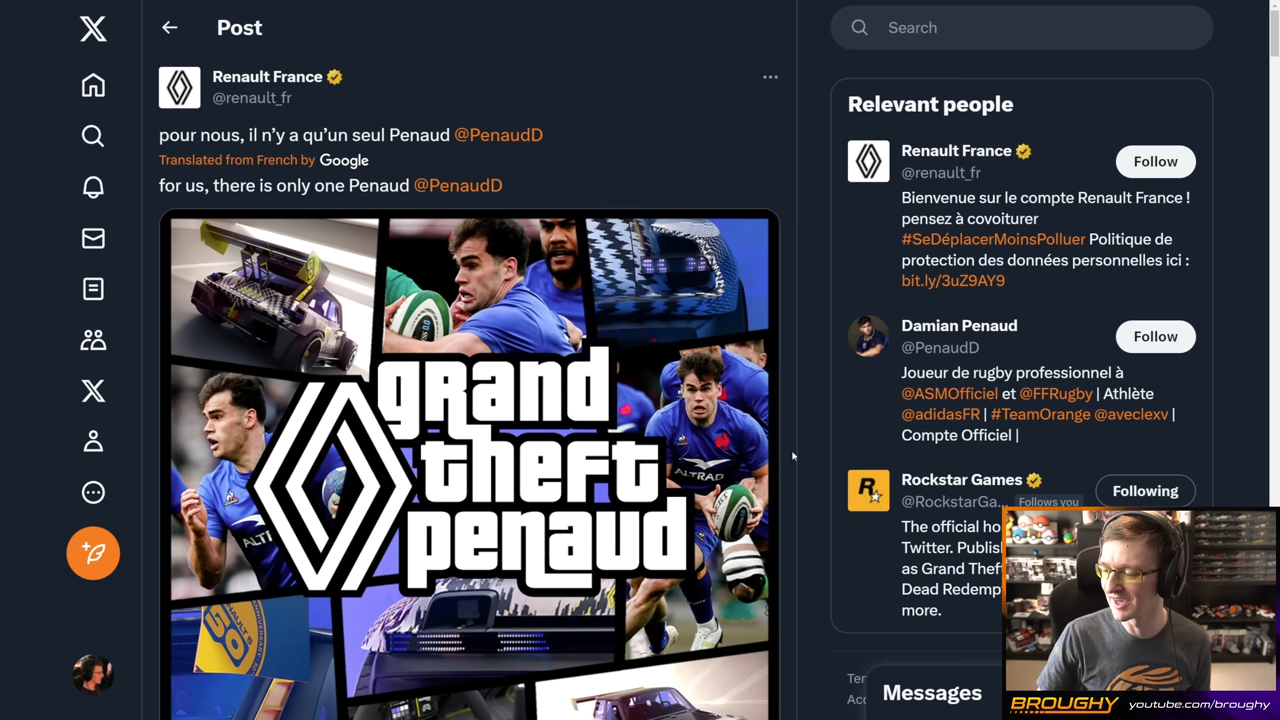 Post
Renault France
@renault_fr
pour nous, il n’y a qu’un seul Penaud @PenaudD
Translated from French by Google
for us, there is only one Penaud @PenaudD
grand
theft
penaud
ALTRAD
Search
Relevant people
Renault France
@renault_fr
Follow
Bienvenue sur le compte Renault France !
pensez à covoiturer
#SeDéplacerMoinsPolluer Politique de
protection des données personnelles ici :
bit.ly/3uZ9AY9
Damian Penaud
@PenaudD
Follow
Joueur de rugby professionnel à
@ASMOfficiel et @FFRugby | Athlète
@adidasFR | #TeamOrange @aveclexv |
Compte Officiel |
Rockstar Games
@RockstarGa... Follows you
Following
The official ho
Twitter. Publis
as Grand Thef
Dead Redemp
more.
Ter
Acc
Messages
BROUGHY youtube.com/broughy